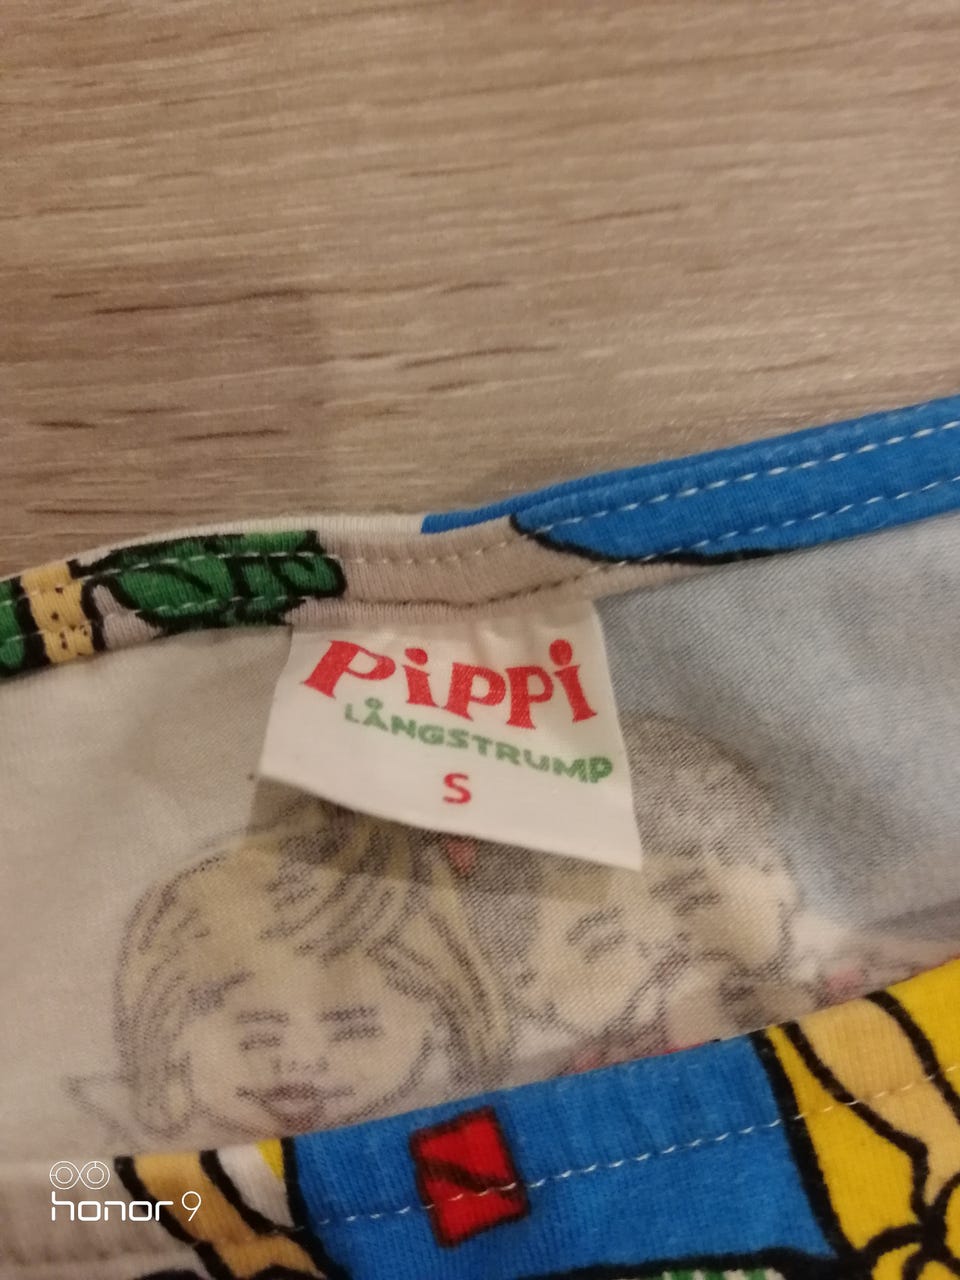 Pippi
LÅNGSTRUMP
S
honor 9